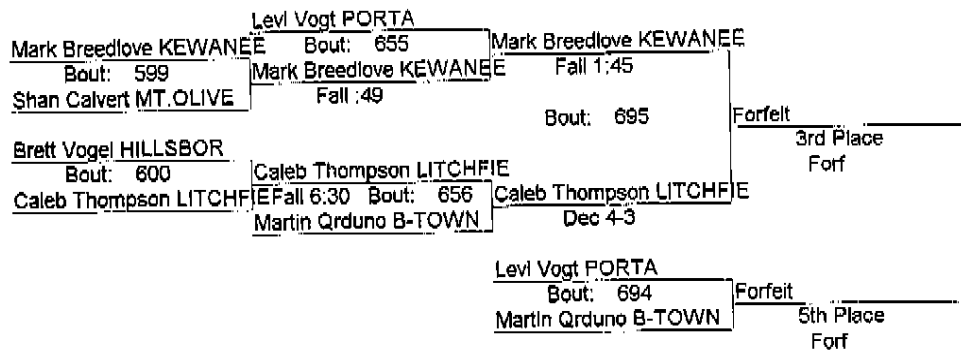 Levi Vogt PORTA
Mark Breedlove KEWANEE Bout: 655 Mark Breedlove KEWANEE
Bout: 599 Mark Breedlove KEWANEE Fall 1:45
Shan Calvert MT.OLIVE Fall :49
Bout: 695 Forfeit
3rd Place
Brett Vogel HILLSBOR Forf
Bout: 600 Caleb Thompson LITCHFIE
Caleb Thompson LITCHFIE Fall 6:30 Bout: 656 Caleb Thompson LITCHFIE
Martin Qrduno B-TOWN Dec 4-3
Levi Vogt PORTA
Bout: 694 Forfeit
Martin Qrduno B-TOWN 5th Place
Forf